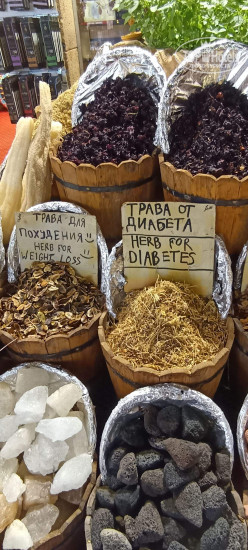 ТРАВА ДЛЯ
ПОХУДЕНИЯ
HERB FOR
WEIGHT LOSS
ТРАВА ОТ
ДИАБЕТА
HERB FOR
DIABETES